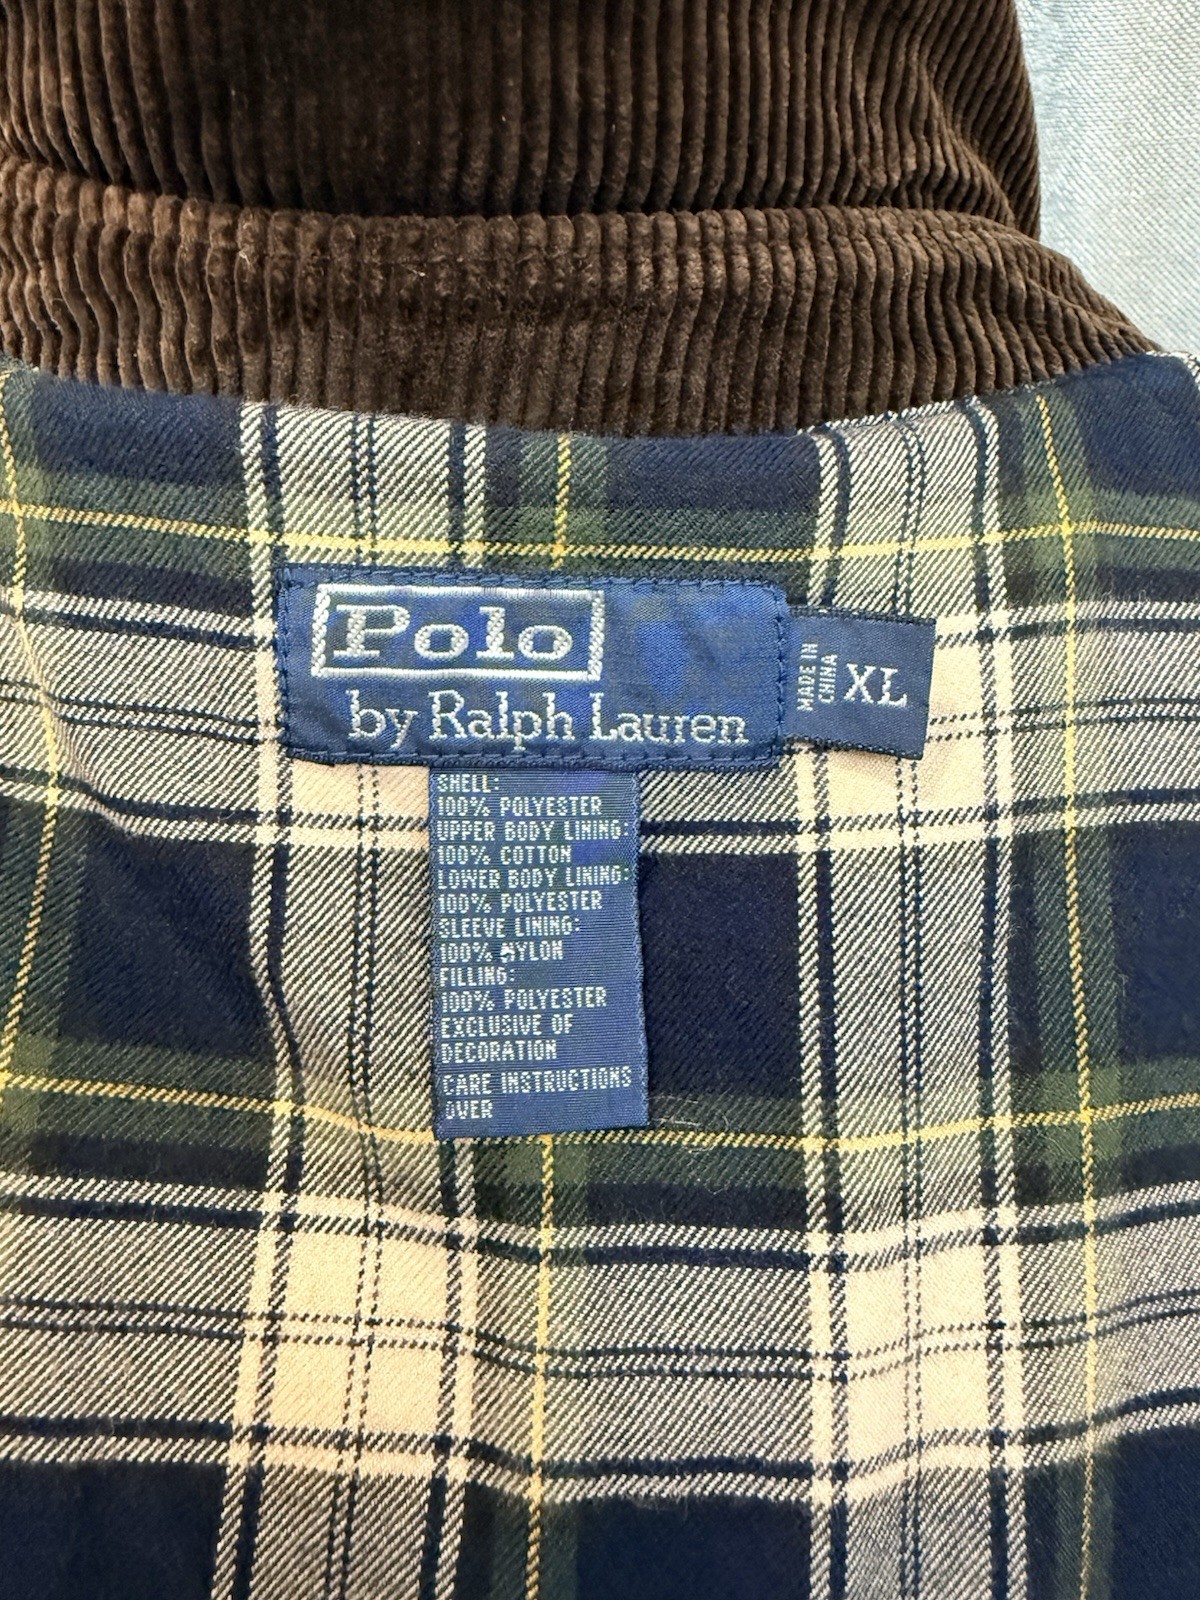 Polo
by Ralph Lauren
MADE IN
CHINA
XL
SHELL:
100% POLYESTER
UPPER BODY LINING:
100% COTTON
LOWER BODY LINING:
100% POLYESTER
SLEEVE LINING:
100% NYLON
FILLING:
100% POLYESTER
EXCLUSIVE OF
DECORATION
CARE INSTRUCTIONS
OVER